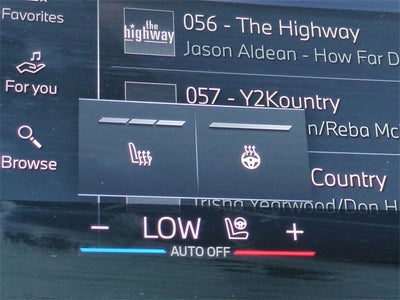 Favorites
the
highway
056 - The Highway
Jason Aldean - How Far D
For you
057 - Y2Kountry
n/Reba Mc
Browse
Country
Trisha Yearwood/Don H
− LOW +
AUTO OFF